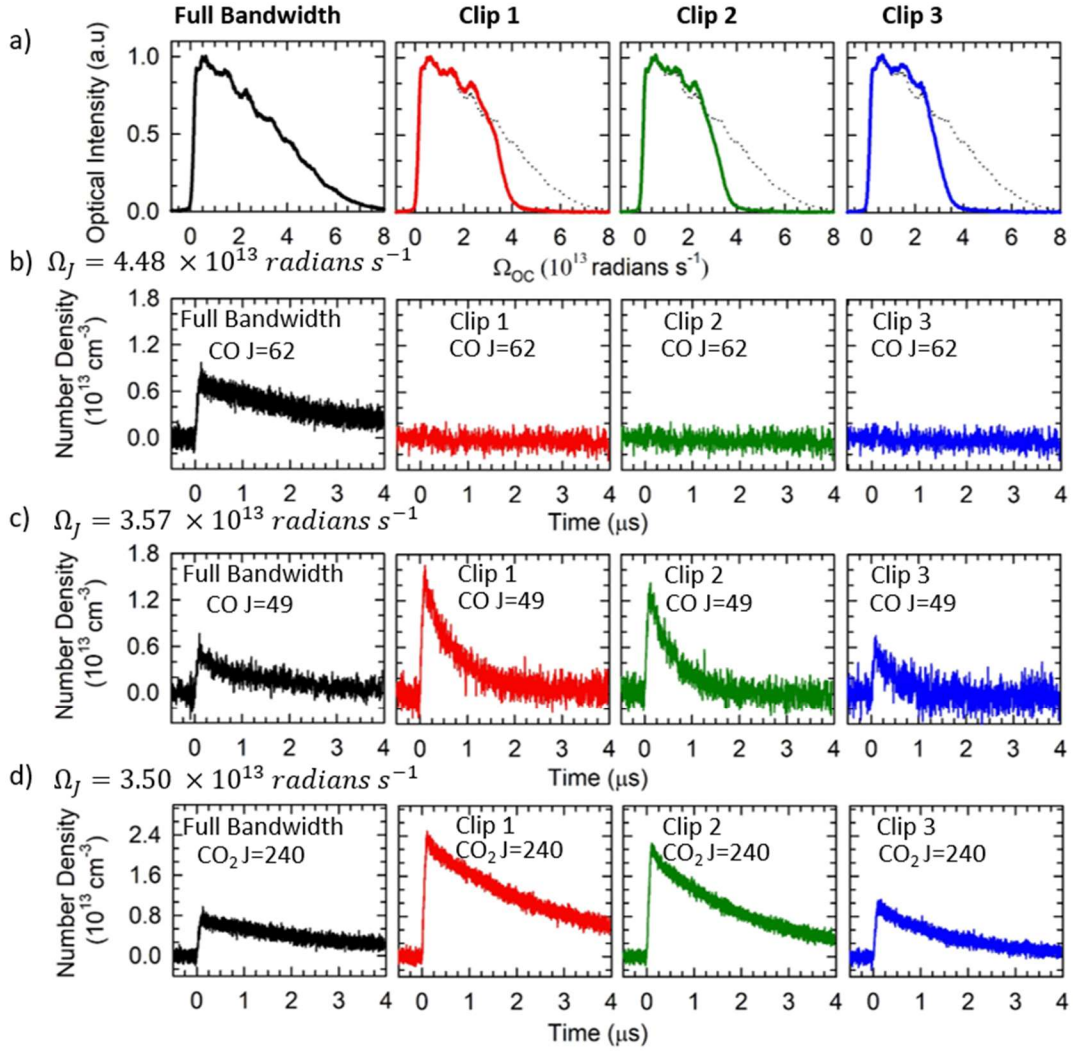 Full Bandwidth Clip 1 Clip 2 Clip 3
a)
Optical Intensity (a.u)
1.0
0.5
0.0
0 2 4 6 8 0 2 4 6 8 0 2 4 6 8 0 2 4 6 8
Ω_OC (10^13 radians s^-1)
b) Ω_J = 4.48 × 10^13 radians s^-1
Number Density
(10^13 cm^-3)
1.8
1.2
0.6
0.0
Full Bandwidth
CO J=62
Clip 1
CO J=62
Clip 2
CO J=62
Clip 3
CO J=62
0 1 2 3 4 0 1 2 3 4 0 1 2 3 4 0 1 2 3 4
Time (μs)
c) Ω_J = 3.57 × 10^13 radians s^-1
Number Density
(10^13 cm^-3)
1.8
1.2
0.6
0.0
Full Bandwidth
CO J=49
Clip 1
CO J=49
Clip 2
CO J=49
Clip 3
CO J=49
0 1 2 3 4 0 1 2 3 4 0 1 2 3 4 0 1 2 3 4
Time (μs)
d) Ω_J = 3.50 × 10^13 radians s^-1
Number Density
(10^13 cm^-3)
2.4
1.6
0.8
0.0
Full Bandwidth
CO₂ J=240
Clip 1
CO₂ J=240
Clip 2
CO₂ J=240
Clip 3
CO₂ J=240
0 1 2 3 4 0 1 2 3 4 0 1 2 3 4 0 1 2 3 4
Time (μs)